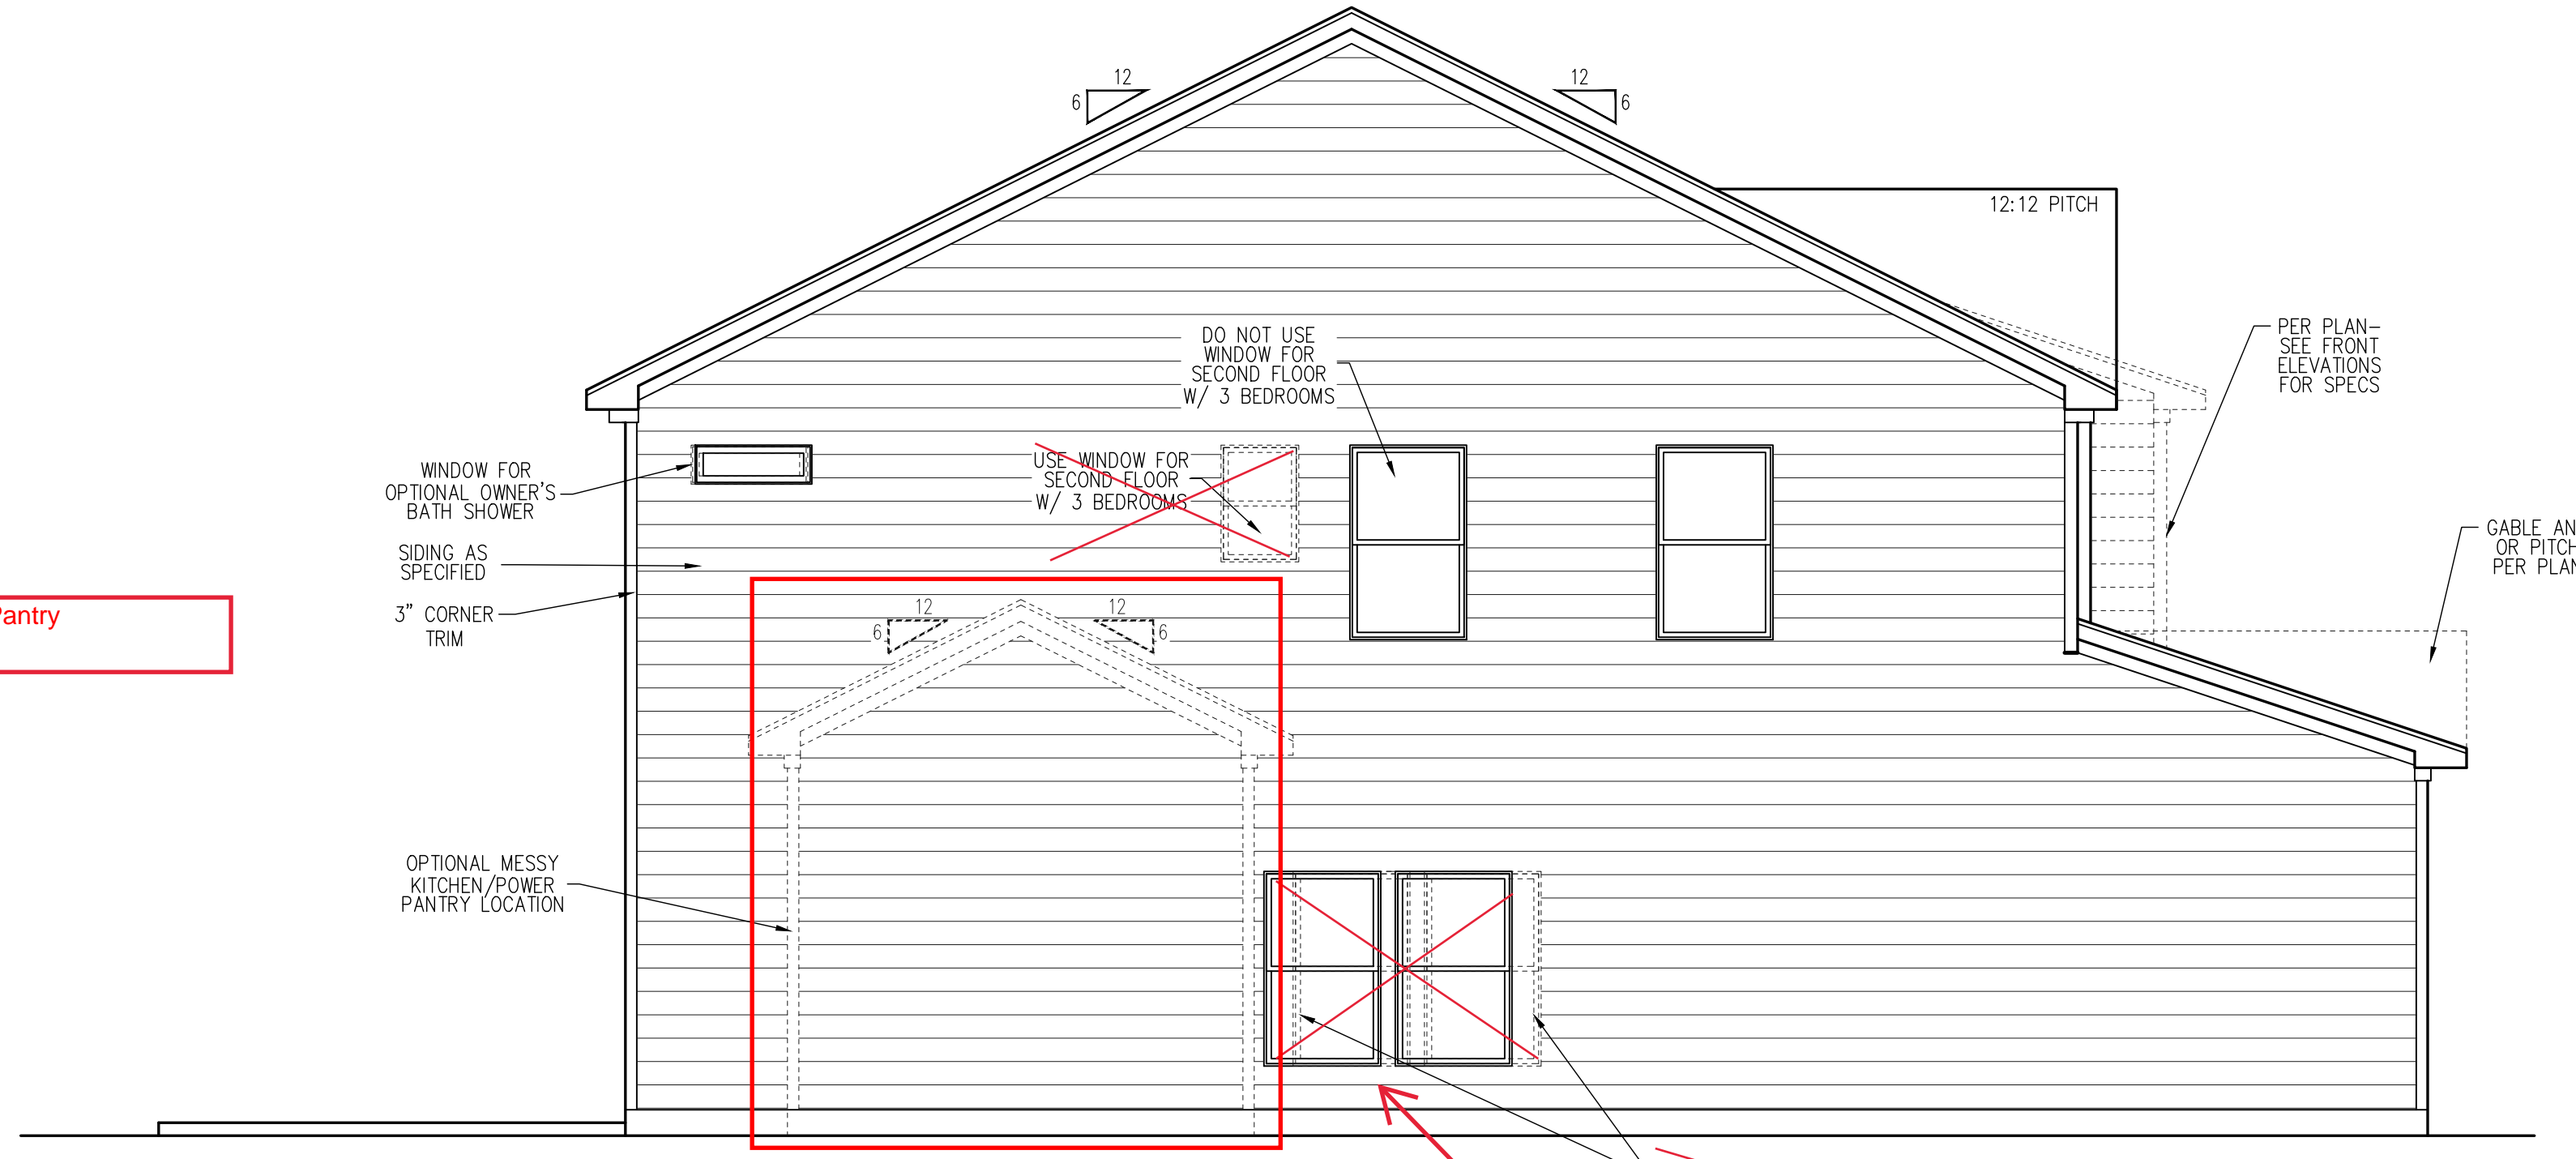 12
6
12
6
12:12 PITCH
PER PLAN-
SEE FRONT
ELEVATIONS
FOR SPECS
DO NOT USE
WINDOW FOR
SECOND FLOOR
W/ 3 BEDROOMS
USE WINDOW FOR
SECOND FLOOR
W/ 3 BEDROOMS
WINDOW FOR
OPTIONAL OWNER'S
BATH SHOWER
SIDING AS
SPECIFIED
3" CORNER
TRIM
GABLE AN
OR PITCH
PER PLAN
Pantry
12
6
12
6
OPTIONAL MESSY
KITCHEN/POWER
PANTRY LOCATION